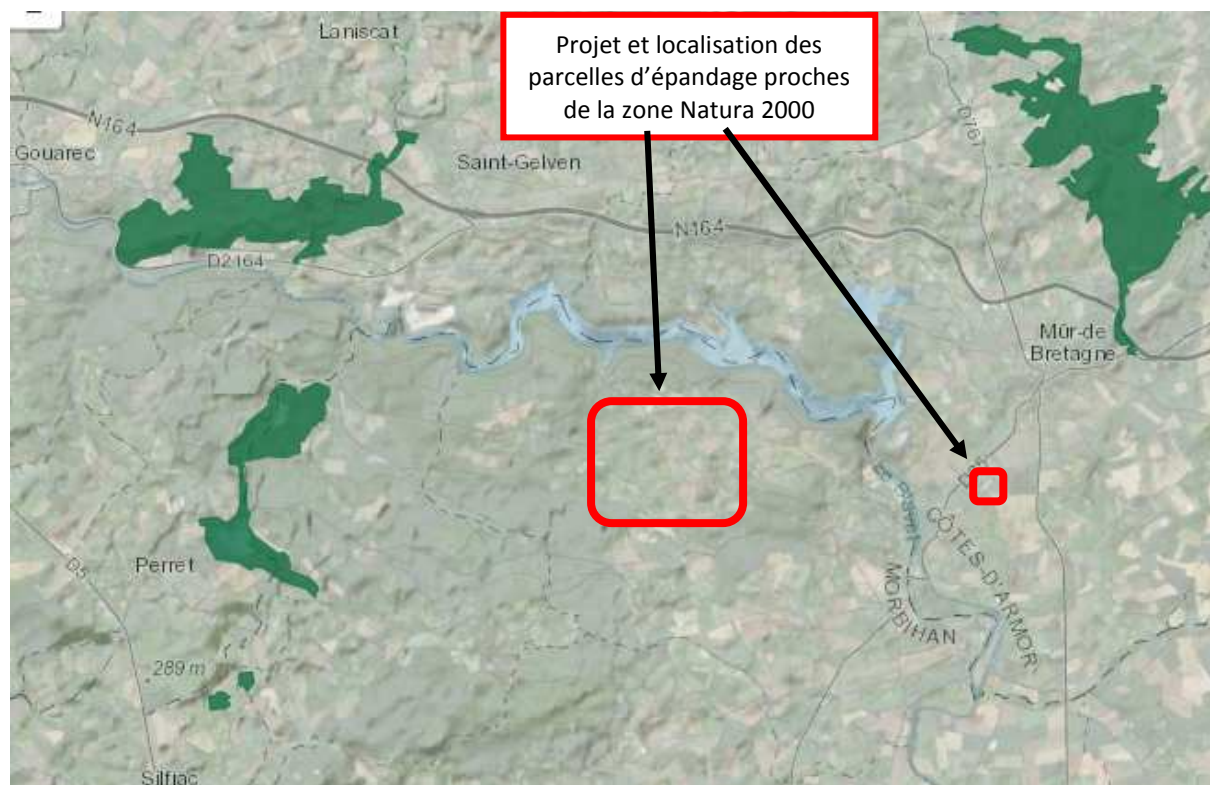 Laniscat
Projet et localisation des
parcelles d'épandage proches
de la zone Natura 2000
N164
D767
Gouarec
Saint-Gelven
N164
D2164
Mûr-de
Bretagne
CÔTES-D'ARMOR
Perret
D5
MORBIHAN
289 m
Silfiac